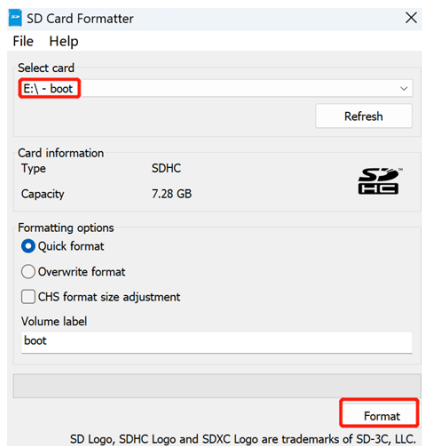 SD Card Formatter
File Help
Select card
E:\ - boot
Refresh
Card information
Type SDHC
Capacity 7.28 GB
SD HC
Formatting options
Quick format
Overwrite format
CHS format size adjustment
Volume label
boot
Format
SD Logo, SDHC Logo and SDXC Logo are trademarks of SD-3C, LLC.